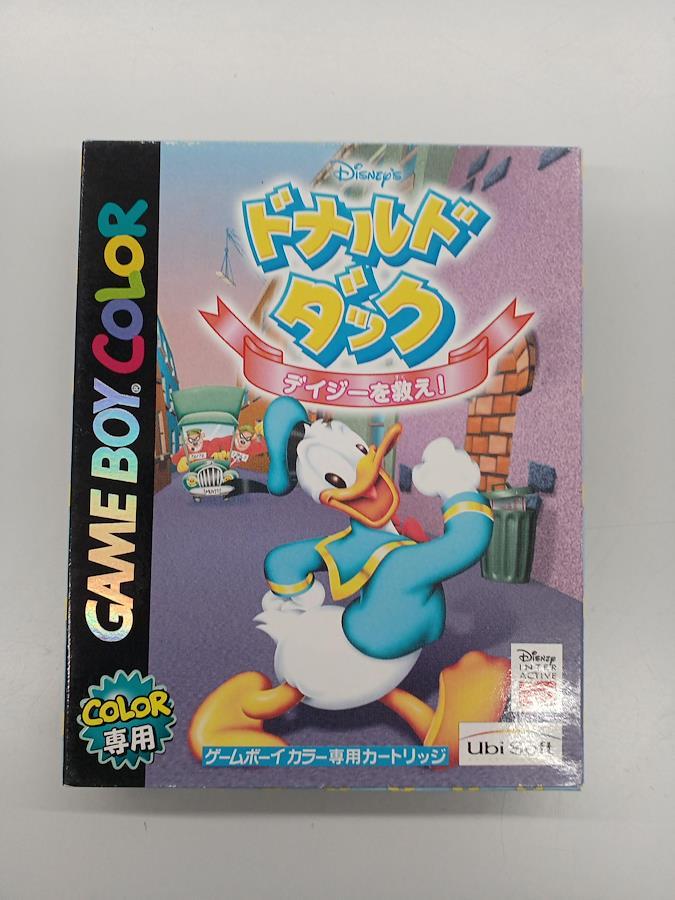 GAME BOY COLOR
Disney's
ドナルド
ダック
デイジーを救え!
COLOR
専用
ゲームボーイ カラー専用カートリッジ
Disney
INTER
ACTIVE
Ubi Soft